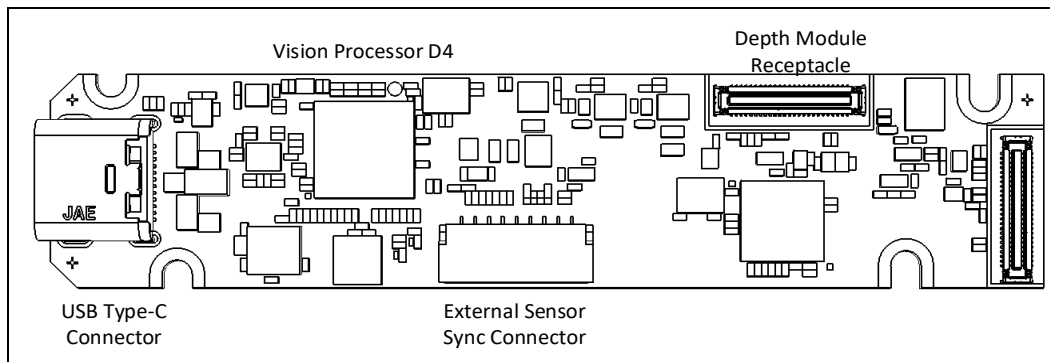 Vision Processor D4
Depth Module
Receptacle
JAE
USB Type-C
Connector
External Sensor
Sync Connector